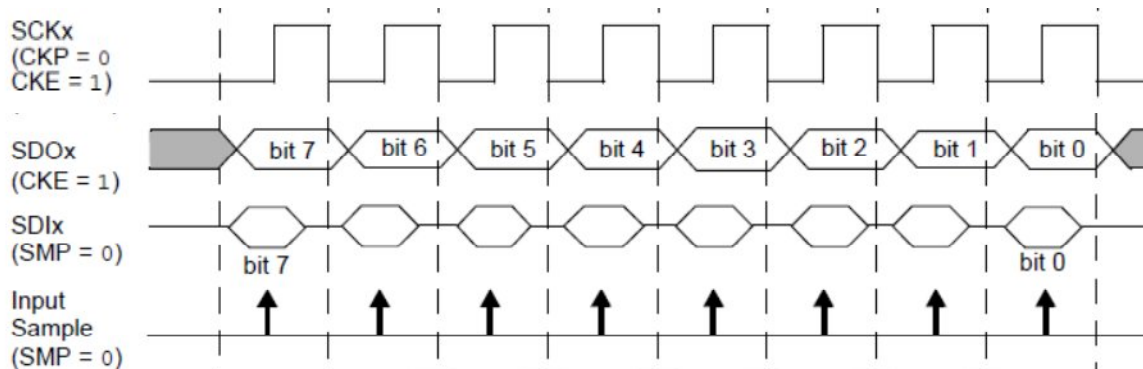 SCKx
(CKP = 0
CKE = 1)
SDOx
(CKE = 1)
bit 7 bit 6 bit 5 bit 4 bit 3 bit 2 bit 1 bit 0
SDIx
(SMP = 0)
bit 7 bit 0
Input
Sample
(SMP = 0)